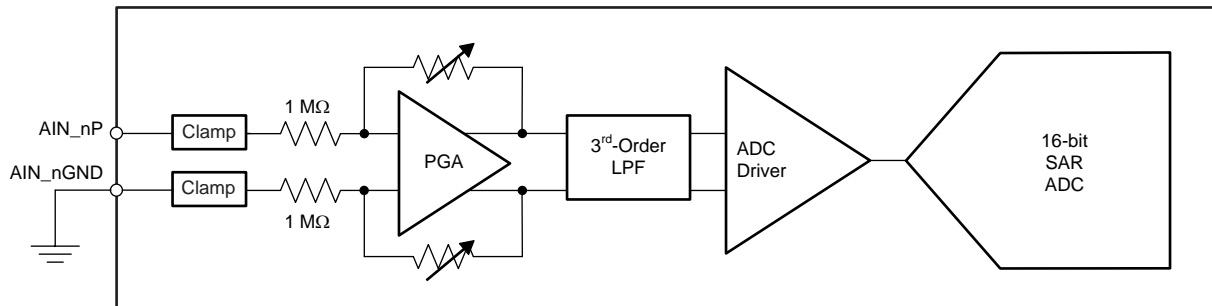 1 MΩ
AIN_nP
Clamp
AIN_nGND
Clamp
1 MΩ
PGA
3rd-Order
LPF
ADC
Driver
16-bit
SAR
ADC